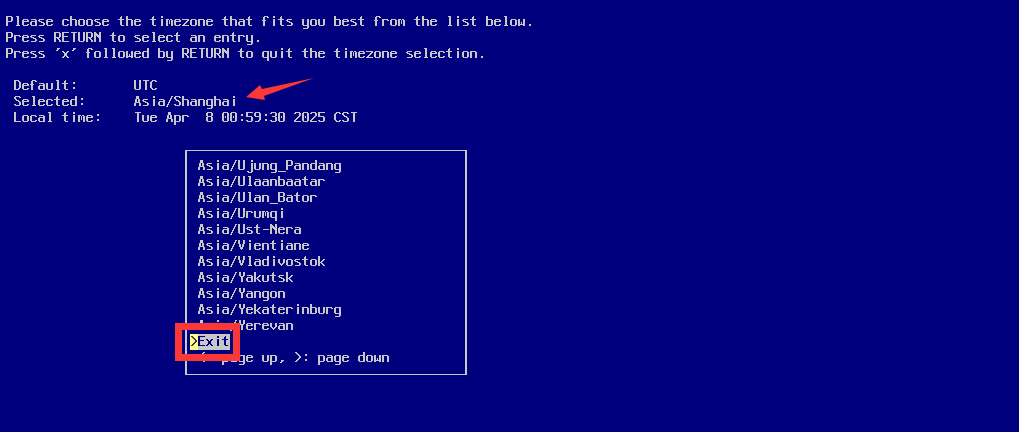 Please choose the timezone that fits you best from the list below.
Press RETURN to select an entry.
Press 'x' followed by RETURN to quit the timezone selection.
Default: UTC
Selected: Asia/Shanghai
Local time: Tue Apr  8 00:59:30 2025 CST
Asia/Ujung_Pandang
Asia/Ulaanbaatar
Asia/Ulan_Bator
Asia/Urumqi
Asia/Ust-Nera
Asia/Vientiane
Asia/Vladivostok
Asia/Yakutsk
Asia/Yangon
Asia/Yekaterinburg
Asia/Yerevan
>Exit
<: page up, >: page down